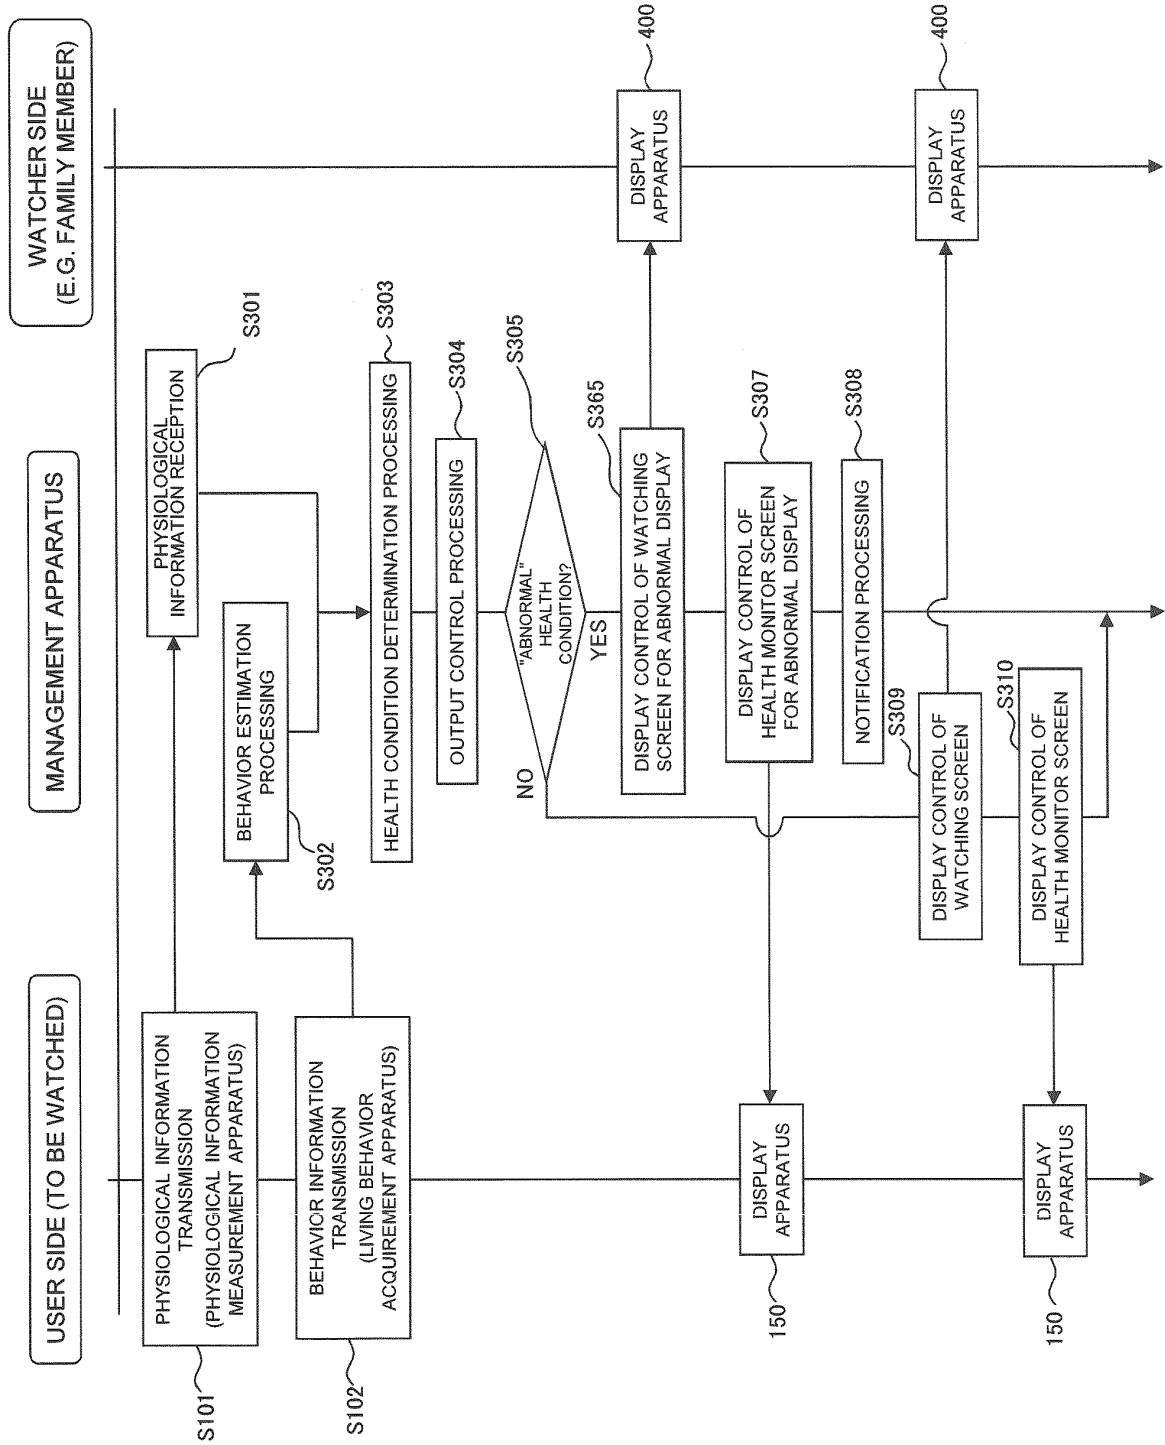 USER SIDE (TO BE WATCHED)
MANAGEMENT APPARATUS
WATCHER SIDE
(E.G. FAMILY MEMBER)
PHYSIOLOGICAL INFORMATION
TRANSMISSION
(PHYSIOLOGICAL INFORMATION
MEASUREMENT APPARATUS)
S101
PHYSIOLOGICAL
INFORMATION RECEPTION
S301
BEHAVIOR INFORMATION
TRANSMISSION
(LIVING BEHAVIOR
ACQUIREMENT APPARATUS)
S102
BEHAVIOR ESTIMATION
PROCESSING
S302
HEALTH CONDITION DETERMINATION PROCESSING
S303
OUTPUT CONTROL PROCESSING
S304
"ABNORMAL"
HEALTH
CONDITION?
S305
NO
YES
DISPLAY CONTROL OF WATCHING
SCREEN FOR ABNORMAL DISPLAY
S365
DISPLAY
APPARATUS
400
DISPLAY CONTROL OF
HEALTH MONITOR SCREEN
FOR ABNORMAL DISPLAY
S307
DISPLAY
APPARATUS
150
NOTIFICATION PROCESSING
S308
DISPLAY CONTROL OF
WATCHING SCREEN
S309
DISPLAY
APPARATUS
400
DISPLAY CONTROL OF
HEALTH MONITOR SCREEN
S310
DISPLAY
APPARATUS
150